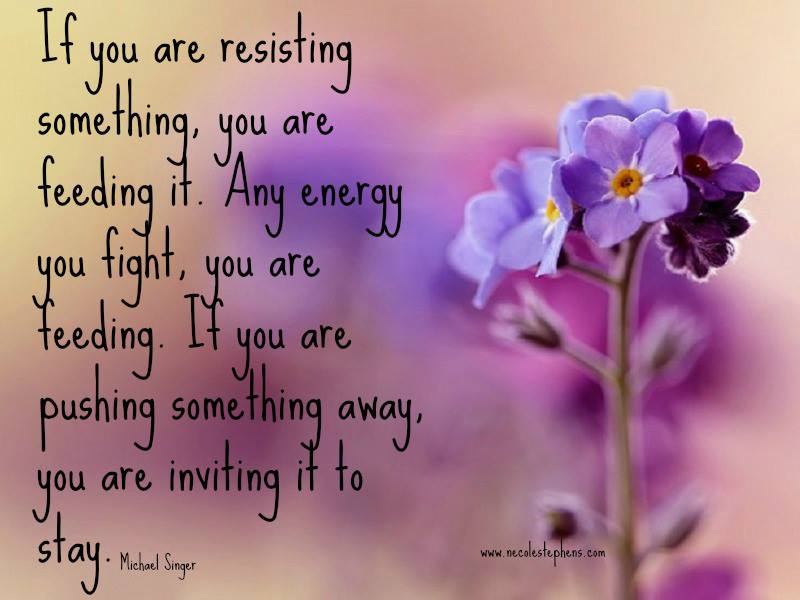 If you are resisting
something, you are
feeding it. Any energy
you fight, you are
feeding. If you are
pushing something away,
you are inviting it to
stay. Michael Singer
www.necolestephens.com